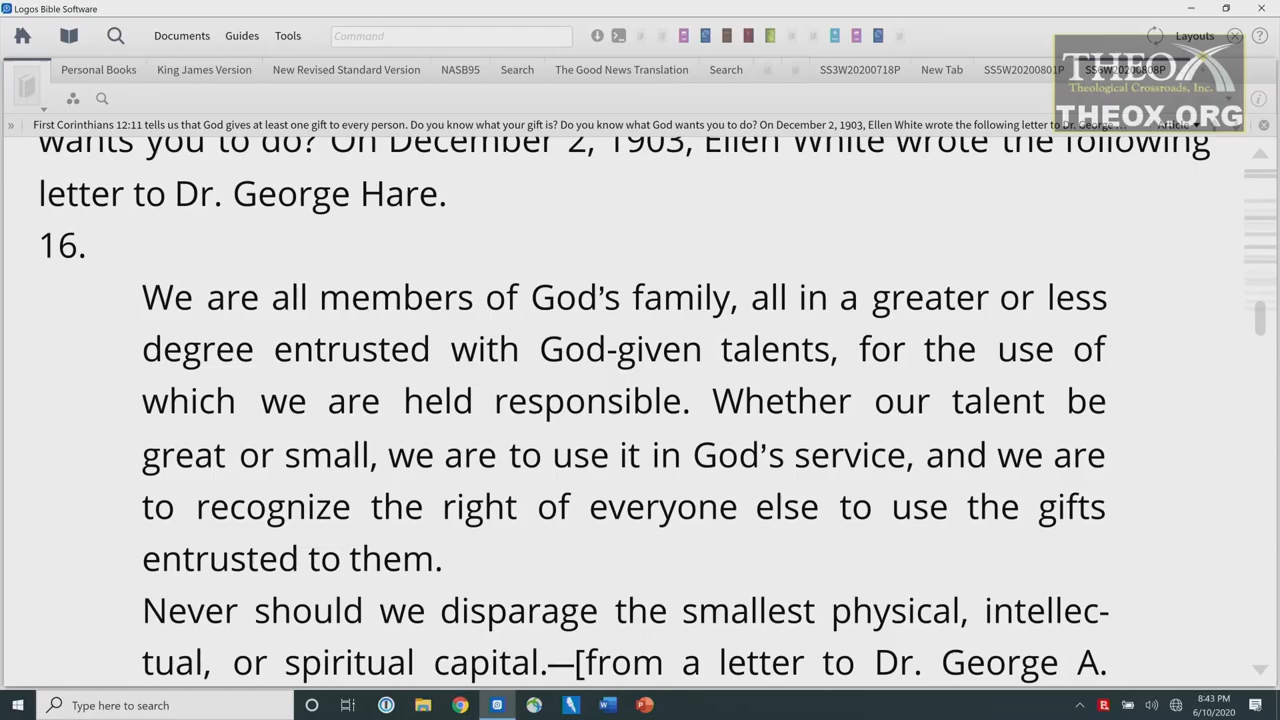 Logos Bible Software
Documents Guides Tools Command Layouts
Personal Books King James Version New Revised Stan 95 Search The Good News Translation Search SS3W20200718P New Tab SS5W20200801P SS6W20200808P
THEOX
Theological Crossroads, Inc.
THEOX.ORG
» First Corinthians 12:11 tells us that God gives at least one gift to every person. Do you know what your gift is? Do you know what God wants you to do? On December 2, 1903, Ellen White wrote the following letter to Dr. George ... Article
wants you to do? On December 2, 1903, Ellen White wrote the following
letter to Dr. George Hare.
16.
We are all members of God’s family, all in a greater or less
degree entrusted with God-given talents, for the use of
which we are held responsible. Whether our talent be
great or small, we are to use it in God’s service, and we are
to recognize the right of everyone else to use the gifts
entrusted to them.
Never should we disparage the smallest physical, intellec-
tual, or spiritual capital.—[from a letter to Dr. George A.
Type here to search
8:43 PM
6/10/2020